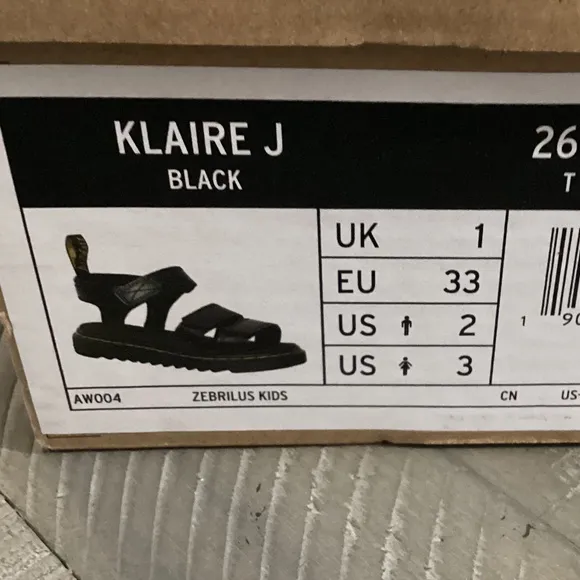 KLAIRE J
BLACK
26
T
UK 1
EU 33
US 2
US 3
1 90
AW004 ZEBRILUS KIDS CN US-